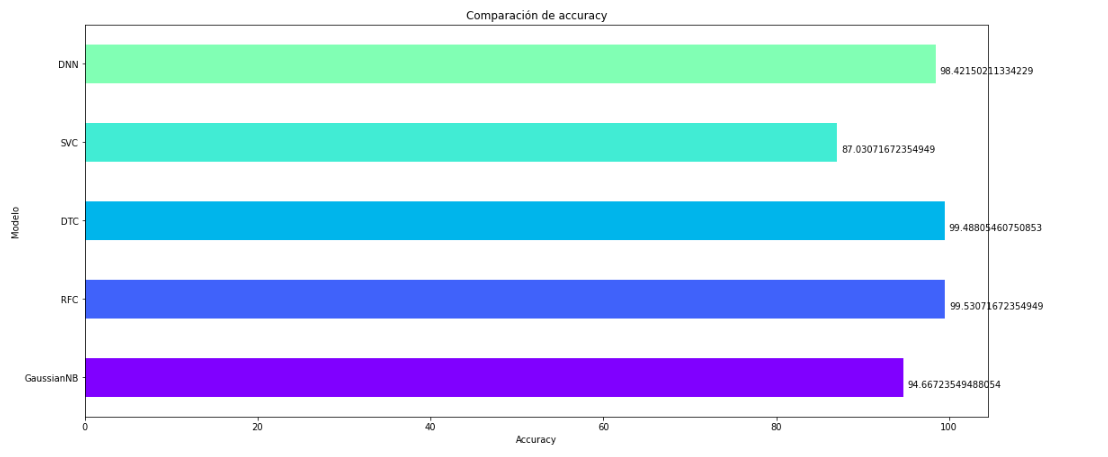 Comparación de accuracy
DNN
98.42150211334229
SVC
87.03071672354949
DTC
99.48805460750853
RFC
99.53071672354949
GaussianNB
94.66723549488054
Modelo
0 20 40 60 80 100
Accuracy